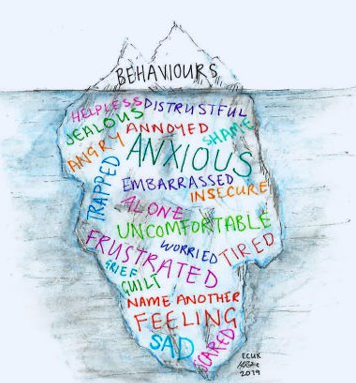 BEHAVIOURS
HELPLESS DISTRUSTFUL
JEALOUS ANNOYED SHAME
ANGRY ANXIOUS
TRAPPED EMBARRASSED
INSECURE
ALONE
UNCOMFORTABLE
FRUSTRATED WORRIED TIRED
GRIEF
GUILT
NAME ANOTHER
FEELING
SAD SCARED
ECUK
2019